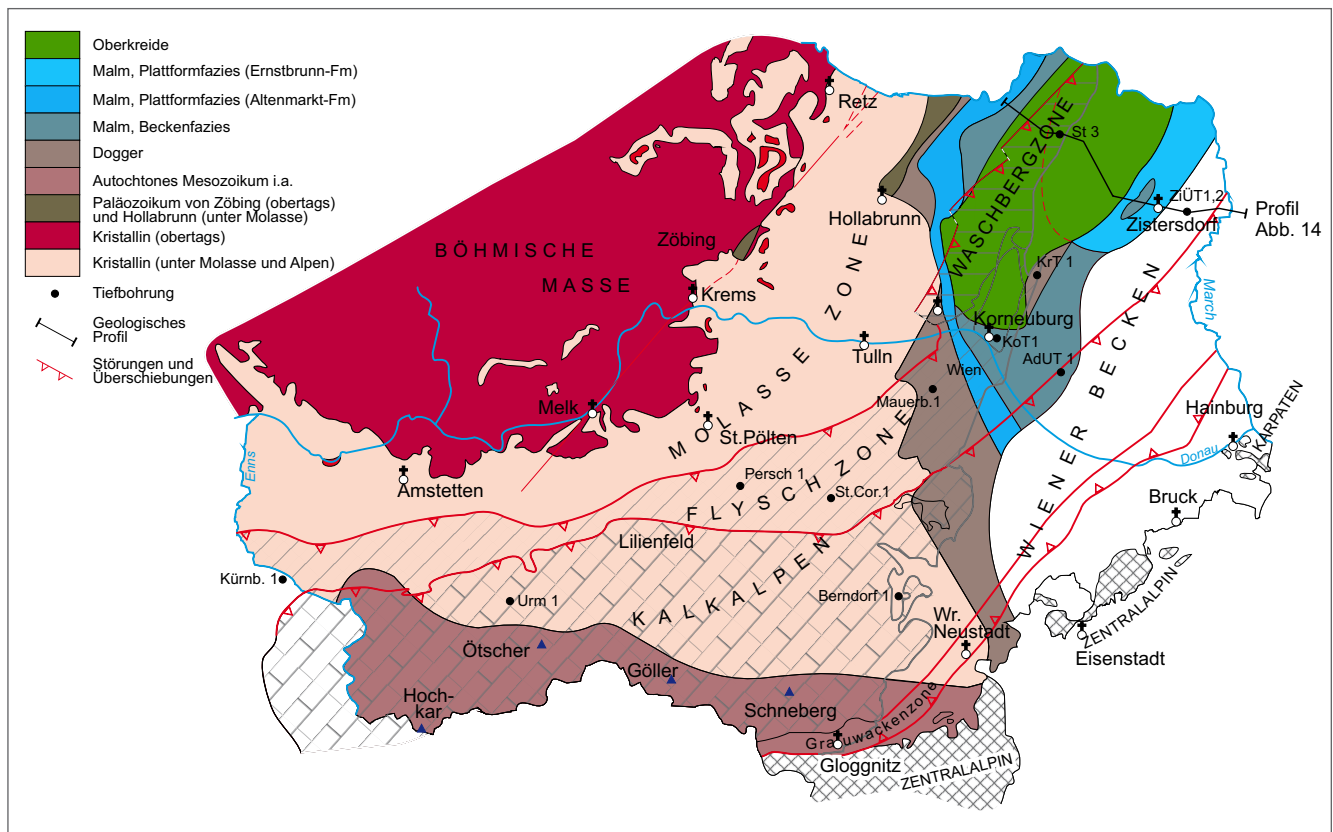 Oberkreide
Malm, Plattformfazies (Ernstbrunn-Fm)
Malm, Plattformfazies (Altenmarkt-Fm)
Malm, Beckenfazies
Dogger
Autochtones Mesozoikum i.a.
Paläozoikum von Zöbing (obertags)
und Hollabrunn (unter Molasse)
Kristallin (obertags)
Kristallin (unter Molasse und Alpen)
Tiefbohrung
Geologisches
Profil
Störungen und
Überschiebungen
Retz
St 3
WASCHBERGZONE
ZiÜT1,2
Zistersdorf
Profil
Abb. 14
Hollabrunn
Zöbing
BÖHMISCHE
MASSE
KrT 1
March
Krems
Korneuburg
KoT1
Tulln
AdUT 1
Wien
Mauerb.1
MOLASSE ZONE
WIENER BECKEN
Melk
St.Pölten
Hainburg
KARPATEN
Donau
Enns
Amstetten
Persch 1
St.Cor.1
FLYSCHZONE
Bruck
Lilienfeld
Kürnb. 1
Urm 1
KALKALPEN
Berndorf 1
Wr.
Neustadt
ZENTRALALPIN
Eisenstadt
Ötscher
Göller
Hoch-
kar
Schneberg
Grauwackenzone
Gloggnitz
ZENTRALALPIN